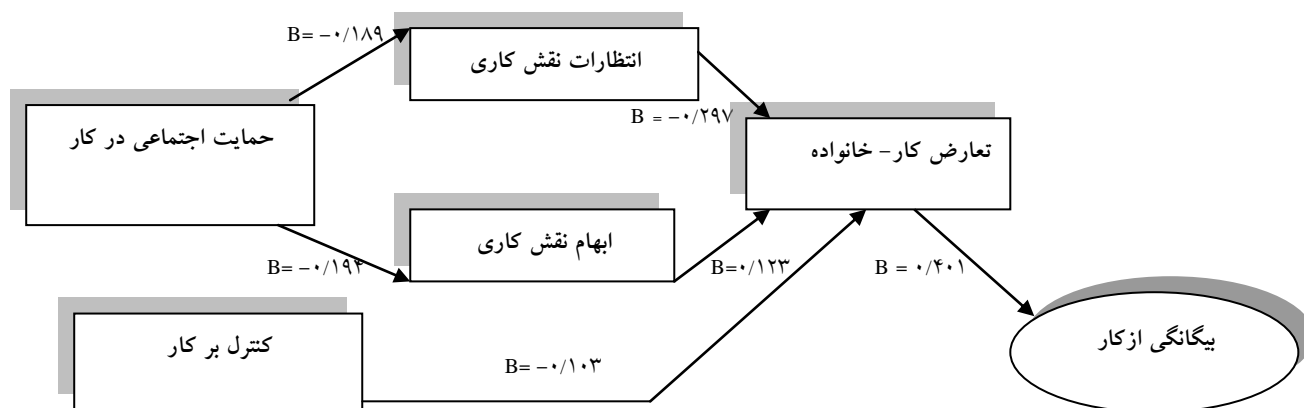 B= -۰/۱۸۹
انتظارات نقش کاری
B = -۰/۲۹۷
حمایت اجتماعی در کار
تعارض کار- خانواده
ابهام نقش کاری
B= -۰/۱۹۴
B=۰/۱۲۳
B = ۰/۴۰۱
کنترل بر کار
B= -۰/۱۰۳
بیگانگی ازکار